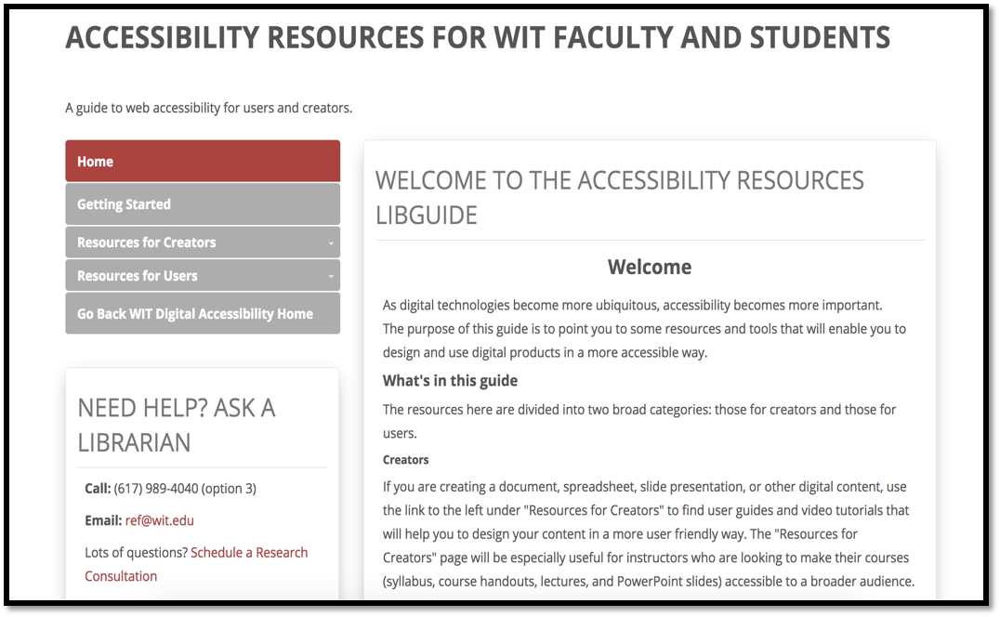 ACCESSIBILITY RESOURCES FOR WIT FACULTY AND STUDENTS
A guide to web accessibility for users and creators.
Home
Getting Started
Resources for Creators
Resources for Users
Go Back WIT Digital Accessibility Home
NEED HELP? ASK A
LIBRARIAN
Call: (617) 989-4040 (option 3)
Email: ref@wit.edu
Lots of questions? Schedule a Research
Consultation
WELCOME TO THE ACCESSIBILITY RESOURCES
LIBGUIDE
Welcome
As digital technologies become more ubiquitous, accessibility becomes more important.
The purpose of this guide is to point you to some resources and tools that will enable you to
design and use digital products in a more accessible way.
What's in this guide
The resources here are divided into two broad categories: those for creators and those for
users.
Creators
If you are creating a document, spreadsheet, slide presentation, or other digital content, use
the link to the left under "Resources for Creators" to find user guides and video tutorials that
will help you to design your content in a more user friendly way. The "Resources for
Creators" page will be especially useful for instructors who are looking to make their courses
(syllabus, course handouts, lectures, and PowerPoint slides) accessible to a broader audience.